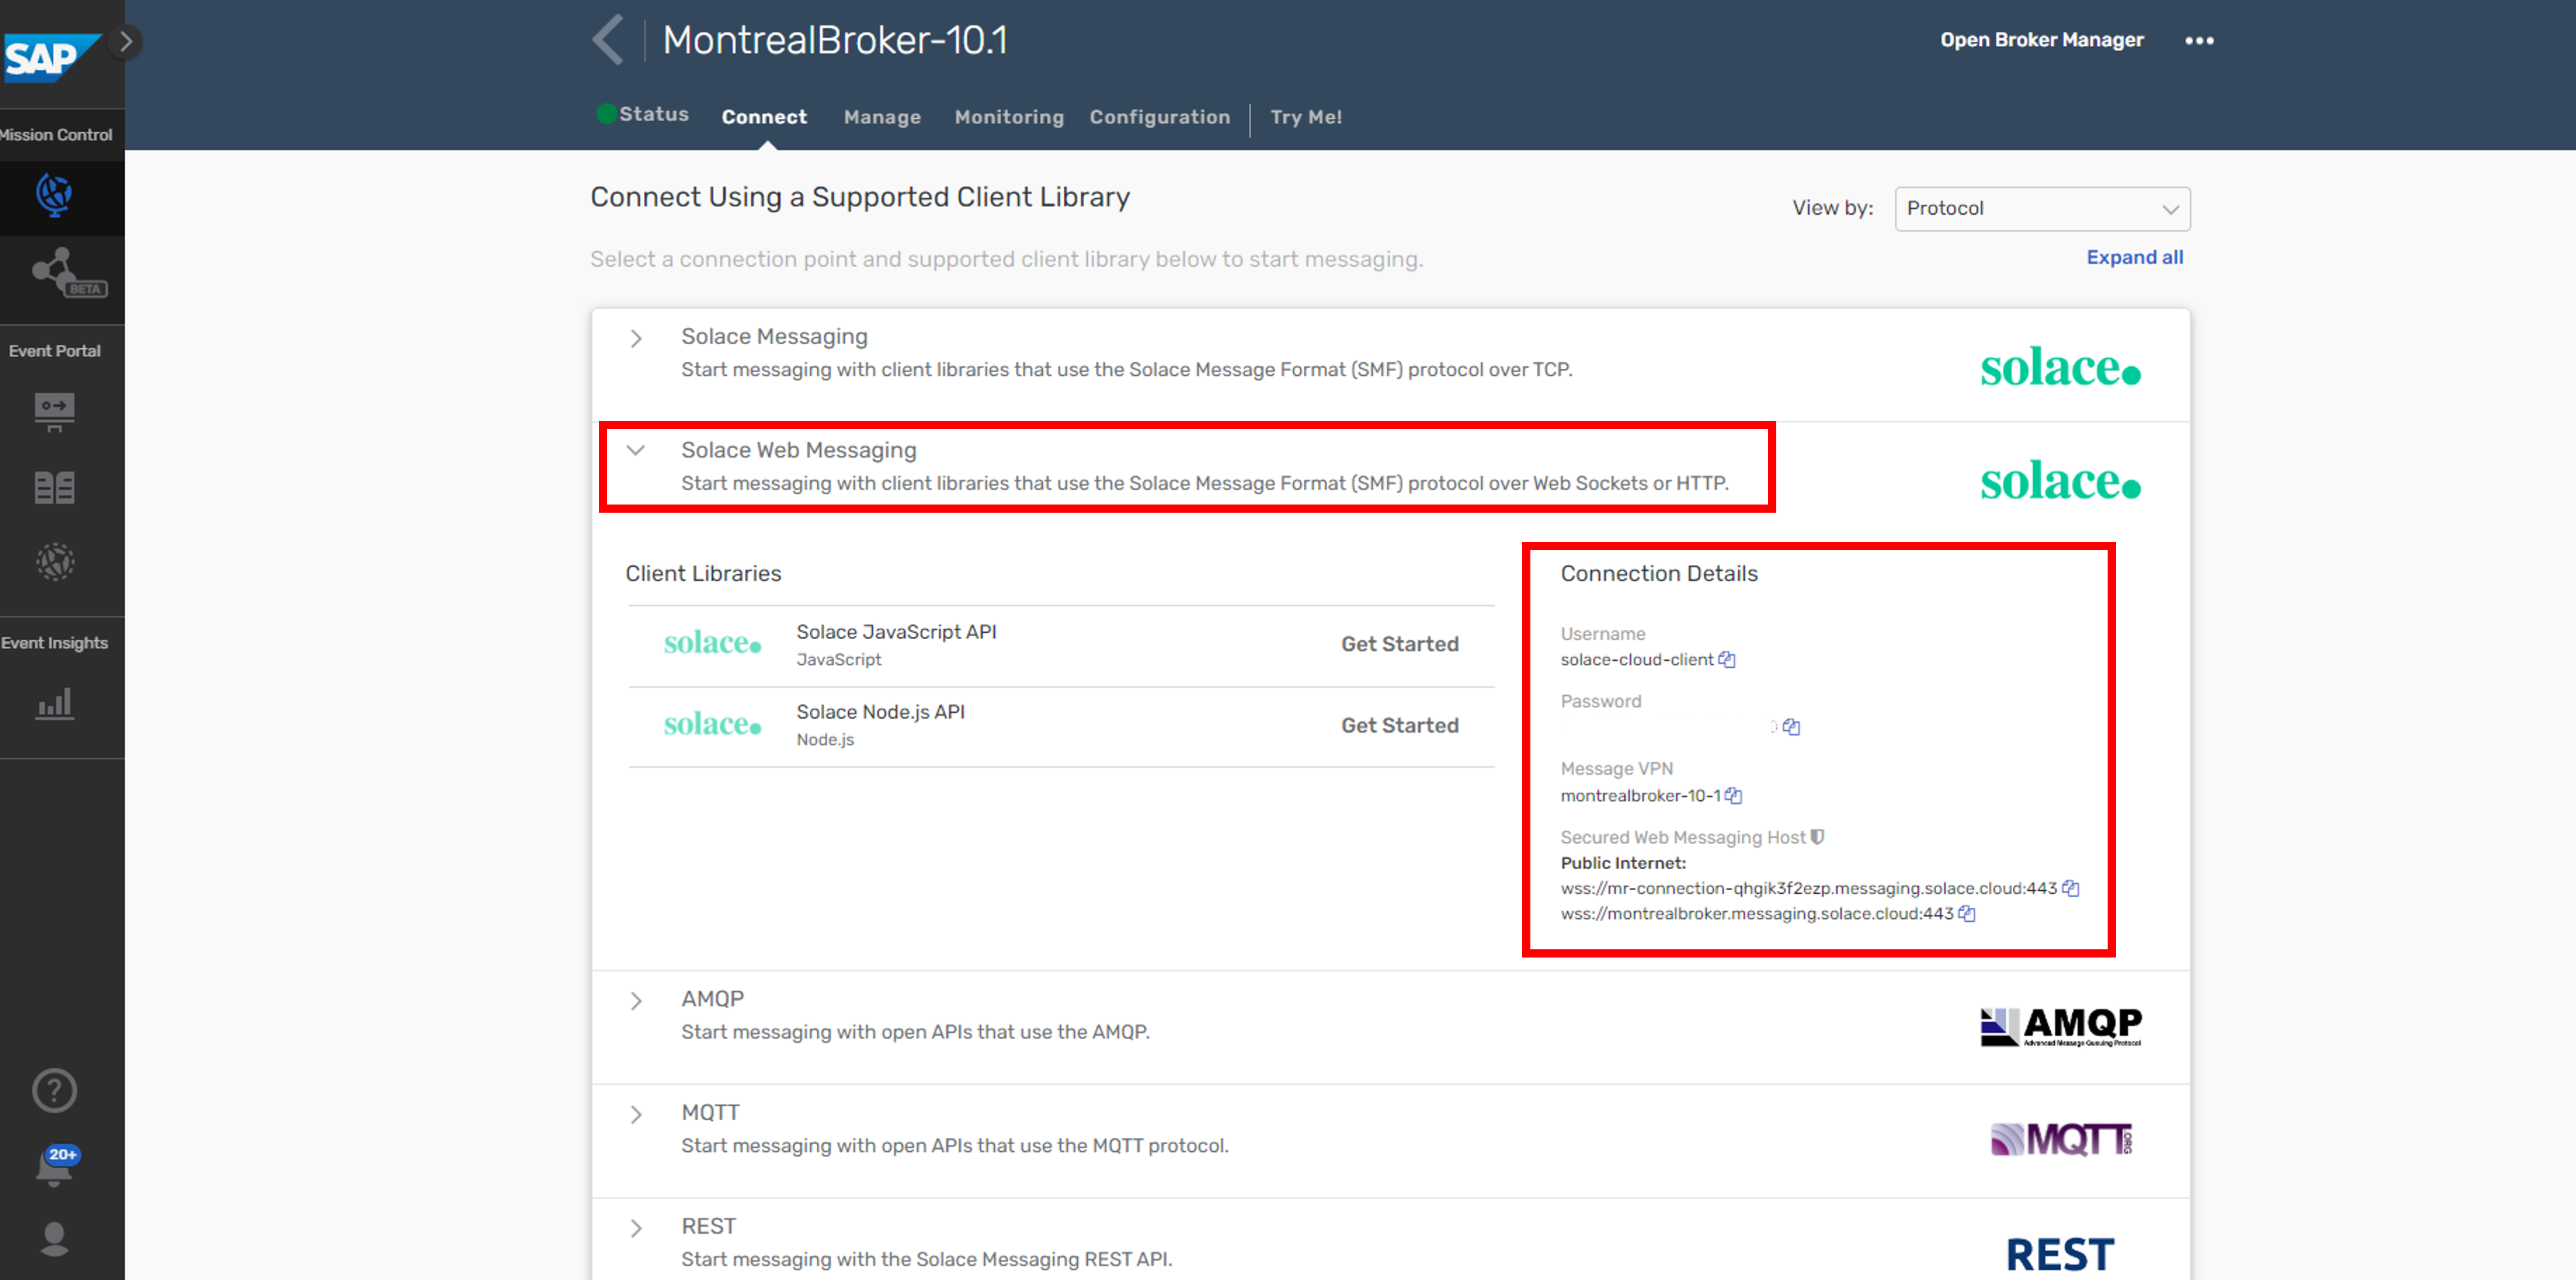 SAP
MontrealBroker-10.1
Open Broker Manager
Status
Connect
Manage
Monitoring
Configuration
Try Me!
Mission Control
BETA
Event Portal
Event Insights
20+
Connect Using a Supported Client Library
View by:
Protocol
Select a connection point and supported client library below to start messaging.
Expand all
Solace Messaging
Start messaging with client libraries that use the Solace Message Format (SMF) protocol over TCP.
solace.
Solace Web Messaging
Start messaging with client libraries that use the Solace Message Format (SMF) protocol over Web Sockets or HTTP.
solace.
Client Libraries
solace.
Solace JavaScript API
JavaScript
Get Started
solace.
Solace Node.js API
Node.js
Get Started
Connection Details
Username
solace-cloud-client
Password
Message VPN
montrealbroker-10-1
Secured Web Messaging Host
Public Internet:
wss://mr-connection-qhgik3f2ezp.messaging.solace.cloud:443
wss://montrealbroker.messaging.solace.cloud:443
AMQP
Start messaging with open APIs that use the AMQP.
AMQP
Advanced Message Queuing Protocol
MQTT
Start messaging with open APIs that use the MQTT protocol.
MQTT.ORG
REST
Start messaging with the Solace Messaging REST API.
REST